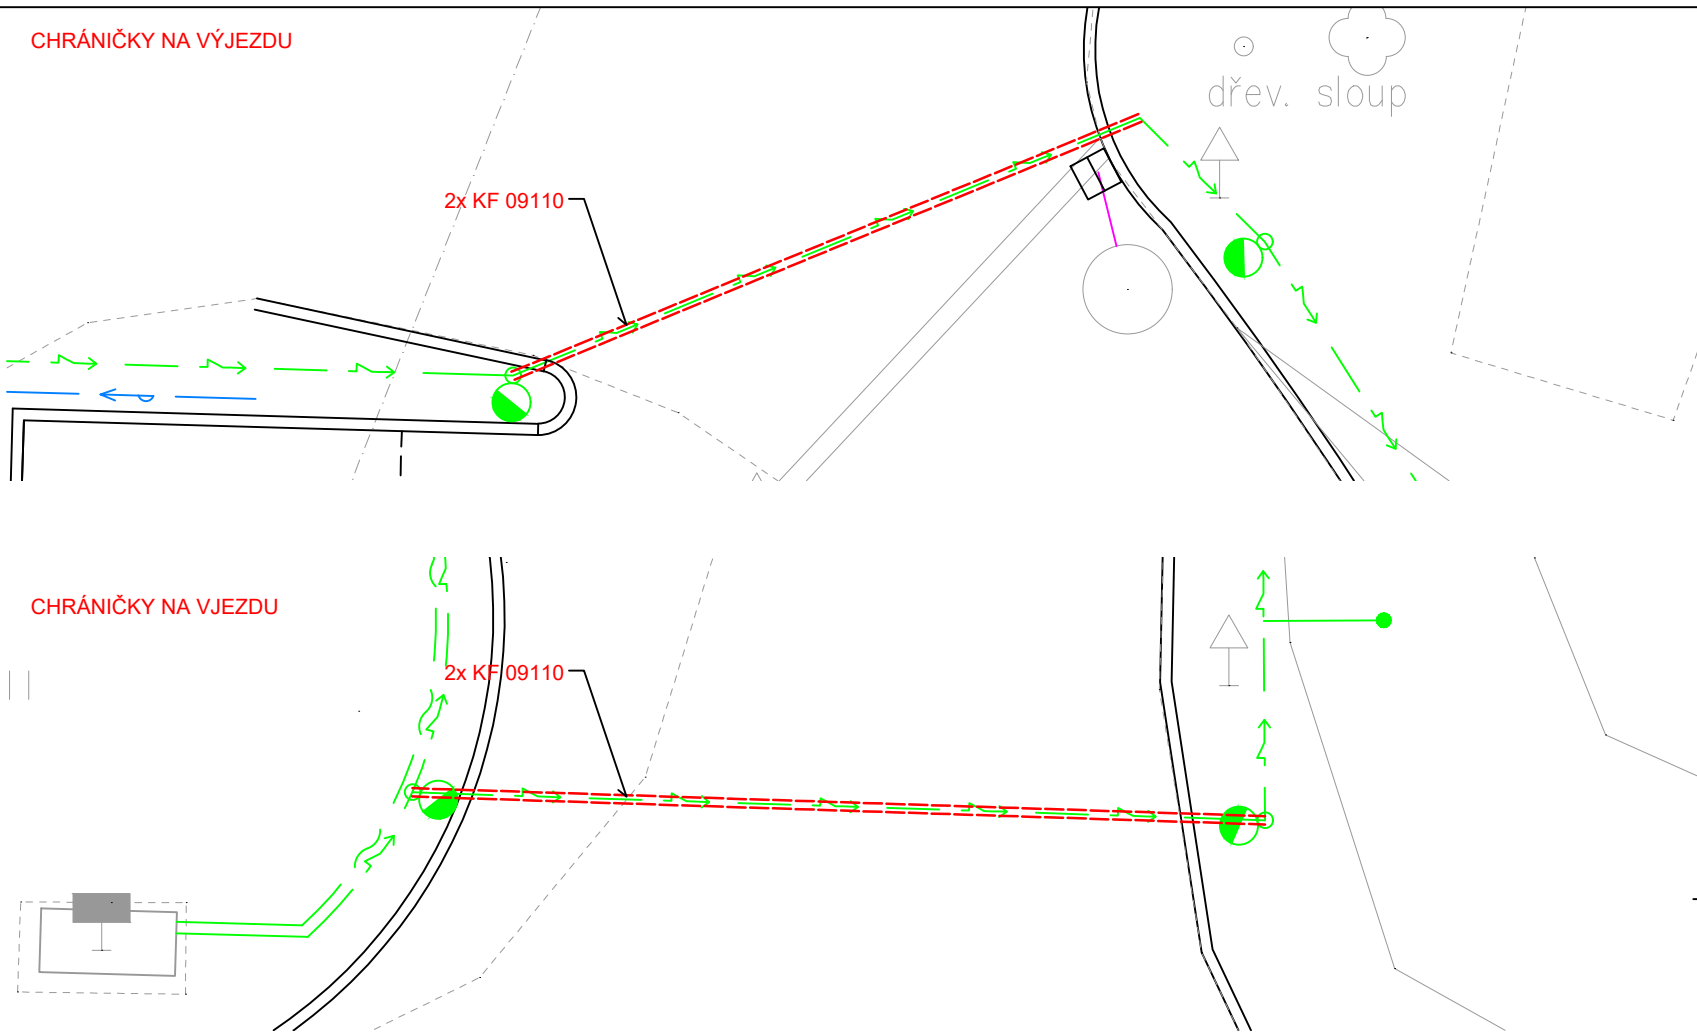 CHRÁNIČKY NA VÝJEZDU
dřev. sloup
2x KF 09110
CHRÁNIČKY NA VJEZDU
2x KF 09110